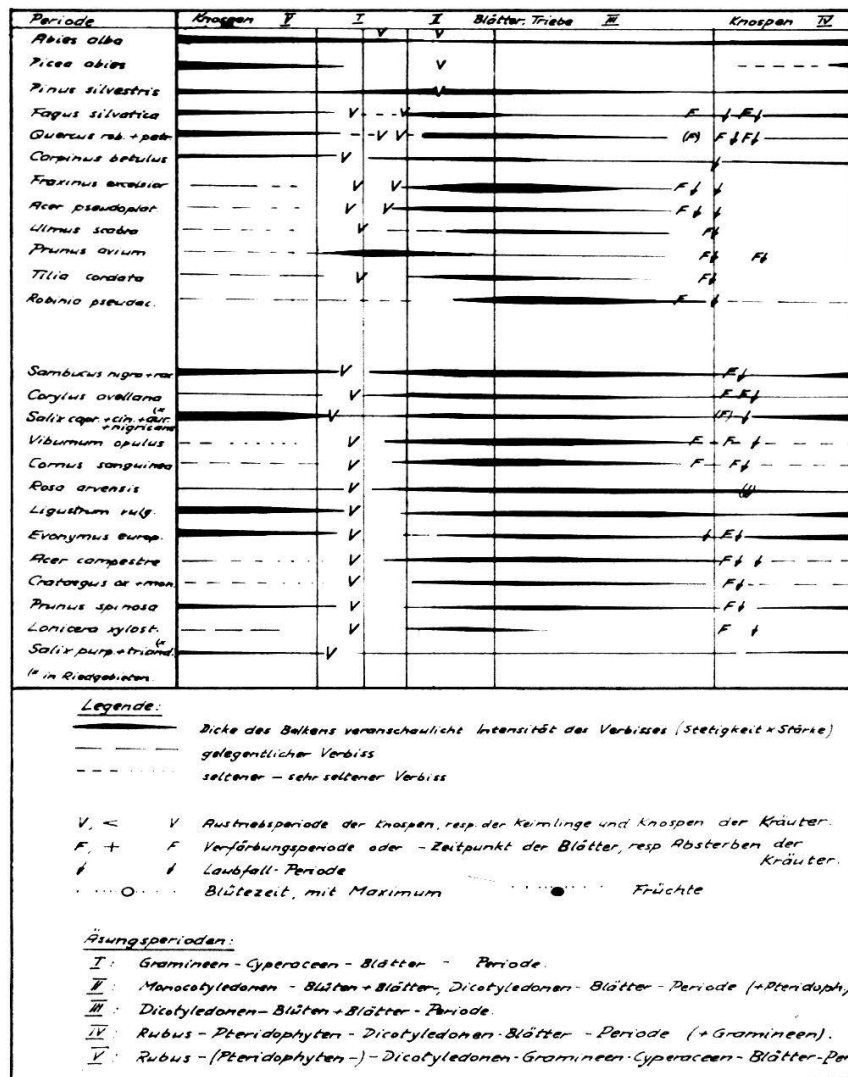 Periode Knospen V I II Blätter, Triebe III Knospen IV
Abies alba V V
Picea abies V
Pinus silvestris V
Fagus silvatica V V F F
Quercus rob. + petr. V V (F) F F
Carpinus betulus V
Fraxinus excelsior V V F
Acer pseudoplat. V V F
Ulmus scabra V F
Prunus avium F F
Tilia cordata V F
Robinia pseudac. F
Sambucus nigra + rac. V F
Corylus avellana V F F
Salix capr. + cin. + aur. (x V (F)
+ nigricans
Viburnum opulus V F F
Cornus sanguinea V F F
Rosa arvensis V
Ligustrum vulg. V
Evonymus europ. V F
Acer campestre V F
Crataegus ox + mon. V F
Prunus spinosa V F
Lonicera xylost. V F
Salix purp. + triand. (x V
(x in Riedgebieten.
Legende:
Dicke des Balkens veranschaulicht Intensität des Verbisses (Stetigkeit x Stärke)
gelegentlicher Verbiss
seltener – sehr seltener Verbiss
V, < V Austriebsperiode der Knospen, resp. der Keimlinge und Knospen der Kräuter.
F, + F Verfärbungsperiode oder – Zeitpunkt der Blätter, resp Absterben der
Kräuter.
Laubfall-Periode
Blütezeit, mit Maximum Früchte
Äsungsperioden:
I : Gramineen - Cyperaceen - Blätter - Periode.
II : Monocotyledonen - Blüten + Blätter-, Dicotyledonen - Blätter - Periode (+Pteridoph.)
III : Dicotyledonen - Blüten + Blätter - Periode.
IV : Rubus - Pteridophyten - Dicotyledonen - Blätter - Periode (+ Gramineen).
V : Rubus - (Pteridophyten -) - Dicotyledonen - Gramineen - Cyperaceen - Blätter - Per